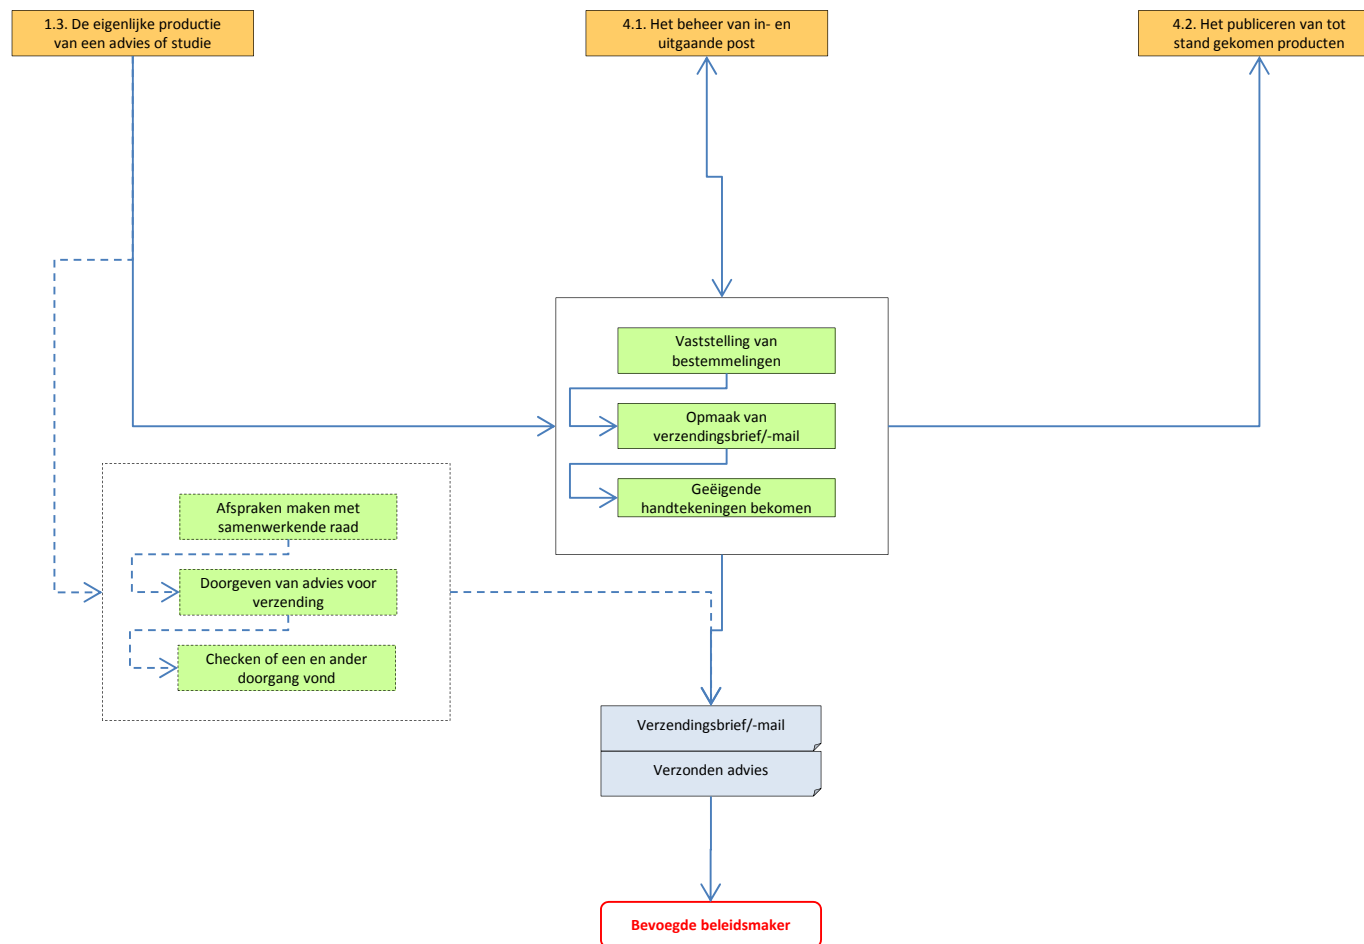 1.3. De eigenlijke productie
van een advies of studie
4.1. Het beheer van in- en
uitgaande post
4.2. Het publiceren van tot
stand gekomen producten
Vaststelling van
bestemmelingen
Opmaak van
verzendingsbrief/-mail
Geëigende
handtekeningen bekomen
Afspraken maken met
samenwerkende raad
Doorgeven van advies voor
verzending
Checken of een en ander
doorgang vond
Verzendingsbrief/-mail
Verzonden advies
Bevoegde beleidsmaker